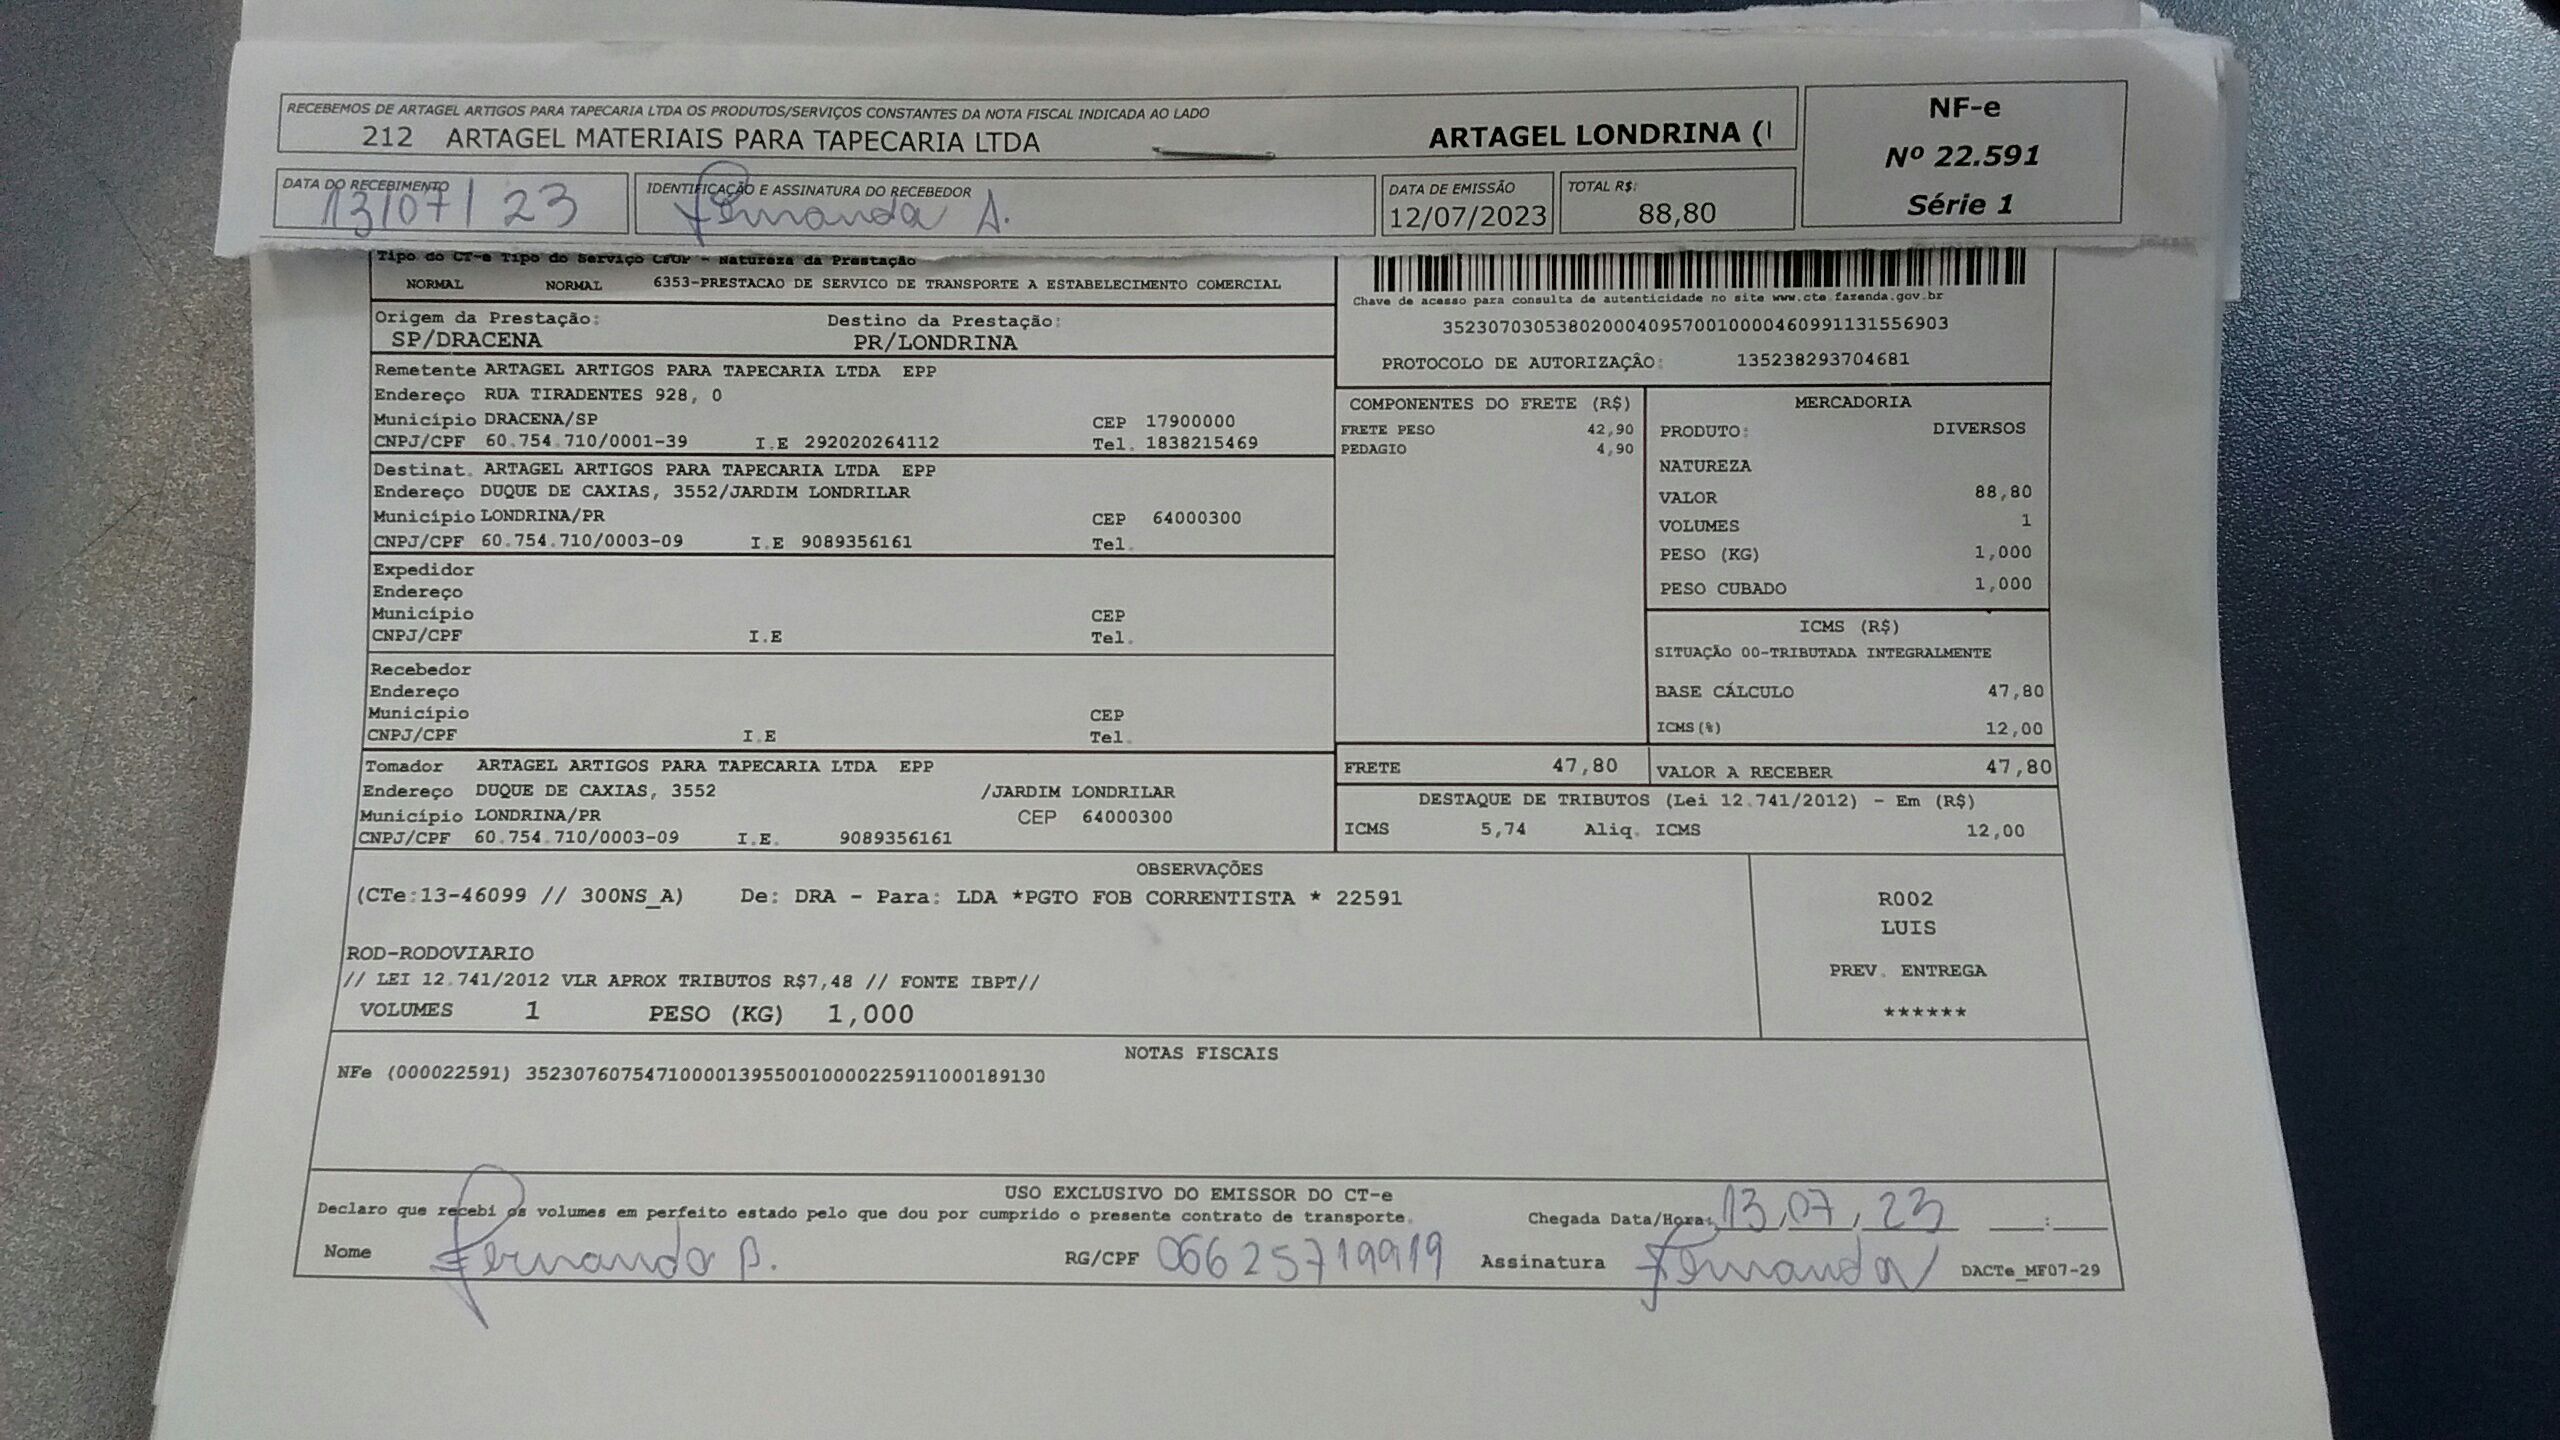 RECEBEMOS DE ARTAGEL ARTIGOS PARA TAPECARIA LTDA OS PRODUTOS/SERVIÇOS CONSTANTES DA NOTA FISCAL INDICADA AO LADO
212 ARTAGEL MATERIAIS PARA TAPECARIA LTDA ARTAGEL LONDRINA (
NF-e
Nº 22.591
Série 1
DATA DO RECEBIMENTO
13/07/23
IDENTIFICAÇÃO E ASSINATURA DO RECEBEDOR
Fernanda A.
DATA DE EMISSÃO
12/07/2023
TOTAL R$:
88,80
Tipo do CT-e Tipo do Serviço CFOP - Natureza da Prestação
NORMAL NORMAL 6353-PRESTACAO DE SERVICO DE TRANSPORTE A ESTABELECIMENTO COMERCIAL
Origem da Prestação: Destino da Prestação:
SP/DRACENA PR/LONDRINA
Chave de acesso para consulta de autenticidade no site www.cte.fazenda.gov.br
35230703053802000409570010000460991131556903
PROTOCOLO DE AUTORIZAÇÃO: 135238293704681
Remetente ARTAGEL ARTIGOS PARA TAPECARIA LTDA EPP
Endereço RUA TIRADENTES 928, 0
Município DRACENA/SP CEP 17900000
CNPJ/CPF 60.754.710/0001-39 I.E 292020264112 Tel. 1838215469
Destinat. ARTAGEL ARTIGOS PARA TAPECARIA LTDA EPP
Endereço DUQUE DE CAXIAS, 3552/JARDIM LONDRILAR
Município LONDRINA/PR CEP 64000300
CNPJ/CPF 60.754.710/0003-09 I.E 9089356161 Tel.
Expedidor
Endereço
Município CEP
CNPJ/CPF I.E Tel.
Recebedor
Endereço
Município CEP
CNPJ/CPF I.E Tel.
Tomador ARTAGEL ARTIGOS PARA TAPECARIA LTDA EPP
Endereço DUQUE DE CAXIAS, 3552 /JARDIM LONDRILAR
Município LONDRINA/PR CEP 64000300
CNPJ/CPF 60.754.710/0003-09 I.E. 9089356161
COMPONENTES DO FRETE (R$)
FRETE PESO 42,90
PEDAGIO 4,90
MERCADORIA
PRODUTO: DIVERSOS
NATUREZA
VALOR 88,80
VOLUMES 1
PESO (KG) 1,000
PESO CUBADO 1,000
ICMS (R$)
SITUAÇÃO 00-TRIBUTADA INTEGRALMENTE
BASE CÁLCULO 47,80
ICMS(%) 12,00
FRETE 47,80 VALOR A RECEBER 47,80
DESTAQUE DE TRIBUTOS (Lei 12.741/2012) - Em (R$)
ICMS 5,74 Aliq. ICMS 12,00
OBSERVAÇÕES
(CTe:13-46099 // 300NS_A) De: DRA - Para: LDA *PGTO FOB CORRENTISTA * 22591
ROD-RODOVIARIO
// LEI 12.741/2012 VLR APROX TRIBUTOS R$7,48 // FONTE IBPT//
VOLUMES 1 PESO (KG) 1,000
R002
LUIS
PREV. ENTREGA
******
NOTAS FISCAIS
NFe (000022591) 35230760754710000139550010000225911000189130
USO EXCLUSIVO DO EMISSOR DO CT-e
Declaro que recebi os volumes em perfeito estado pelo que dou por cumprido o presente contrato de transporte. Chegada Data/Hora: 13/07/23 ___:___
Nome Fernanda B. RG/CPF 06625719919 Assinatura Fernanda DACTe_MF07-29